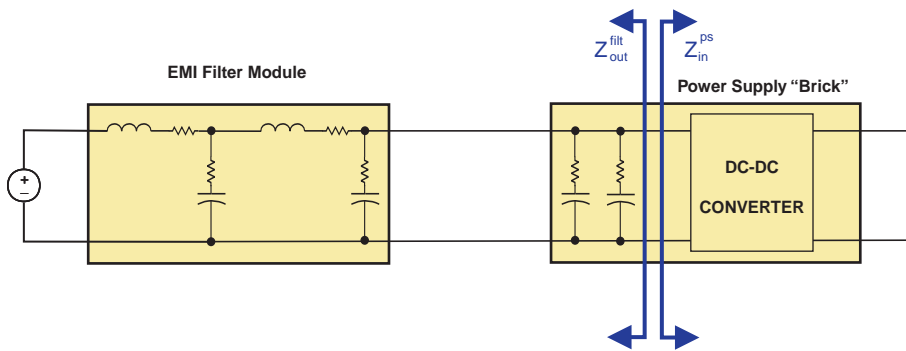 Z filt out
Z ps in
EMI Filter Module
Power Supply “Brick”
+
–
DC-DC
CONVERTER